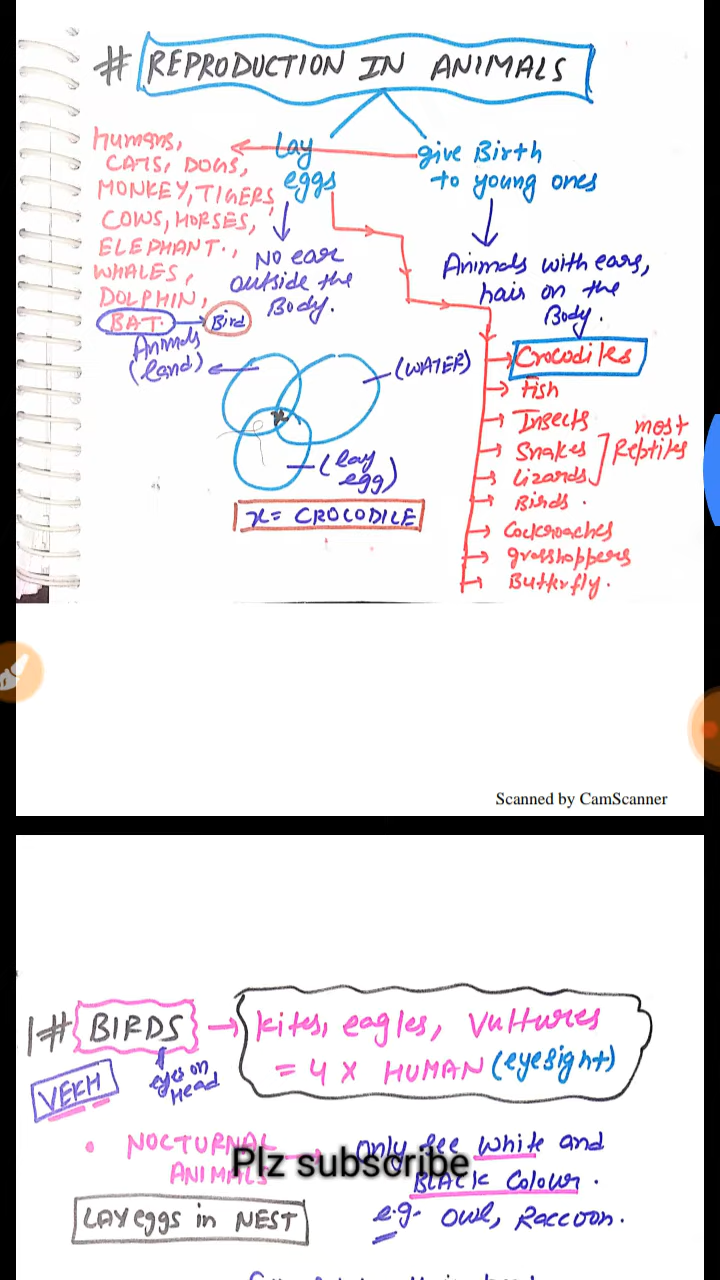 # REPRODUCTION IN ANIMALS
Lay
eggs
give Birth
to young ones
Humans,
CATS, DOGS,
MONKEY, TIGERS,
COWS, HORSES,
ELEPHANT.,
WHALES,
DOLPHIN,
BAT. → Bird
NO ear
outside the
Body.
Animals with ears,
hair on the
Body.
Animals
(land)
(WATER)
(lay
egg)
x
x = CROCODILE
Crocodiles
Fish
Insects
Snakes
Lizards
most
Reptiles
Birds.
Cockroaches
grasshoppers
Butterfly.
Scanned by CamScanner
1# BIRDS → kites, eagles, Vultures
= 4 x HUMAN (eyesight)
eyes on
Head
VEKH
• NOCTURNAL
ANIMALS
only see white and
BLACK Colour.
e.g. owl, Raccoon.
Plz subscribe
LAY eggs in NEST